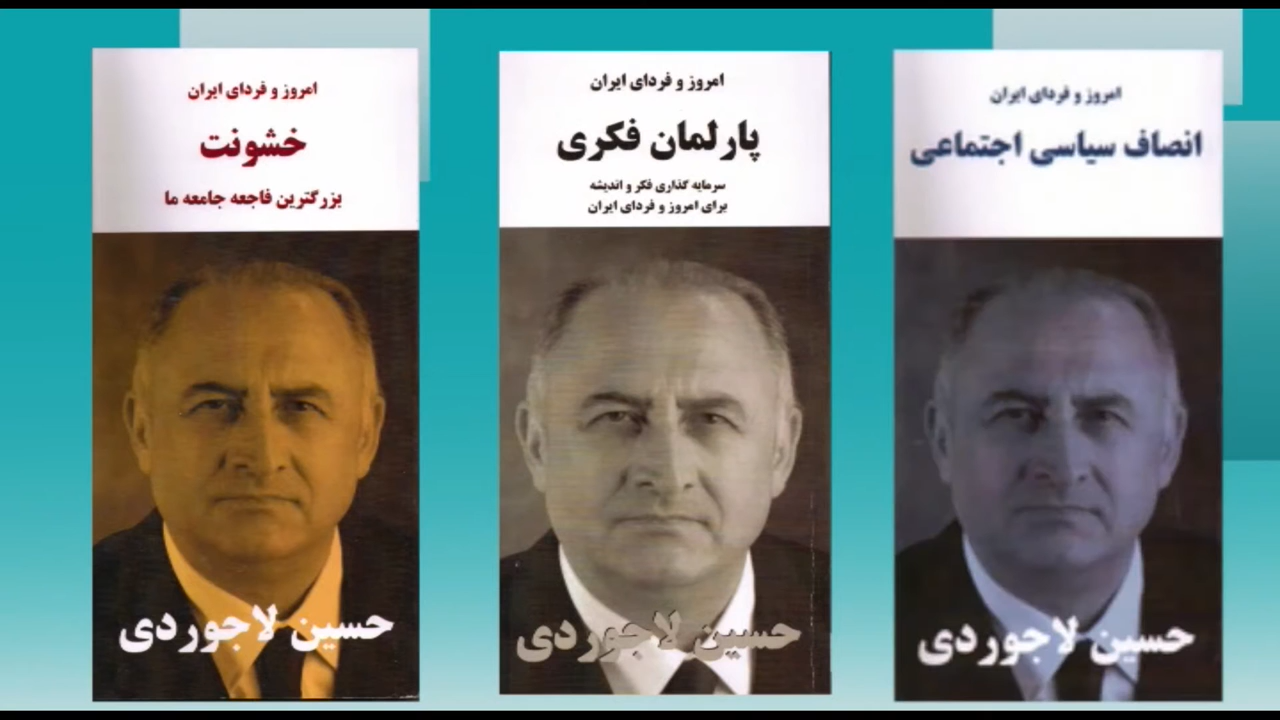 امروز و فردای ایران
خشونت
بزرگترین فاجعه جامعه ما
حسین لاجوردی
امروز و فردای ایران
پارلمان فکری
سرمایه گذاری فکر و اندیشه
برای امروز و فردای ایران
حسین لاجوردی
امروز و فردای ایران
انصاف سیاسی اجتماعی
حسین لاجوردی